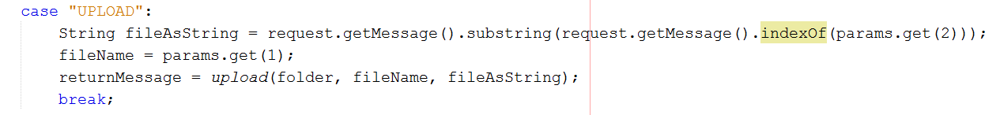 case "UPLOAD":
String fileAsString = request.getMessage().substring(request.getMessage().indexOf(params.get(2)));
fileName = params.get(1);
returnMessage = upload(folder, fileName, fileAsString);
break;